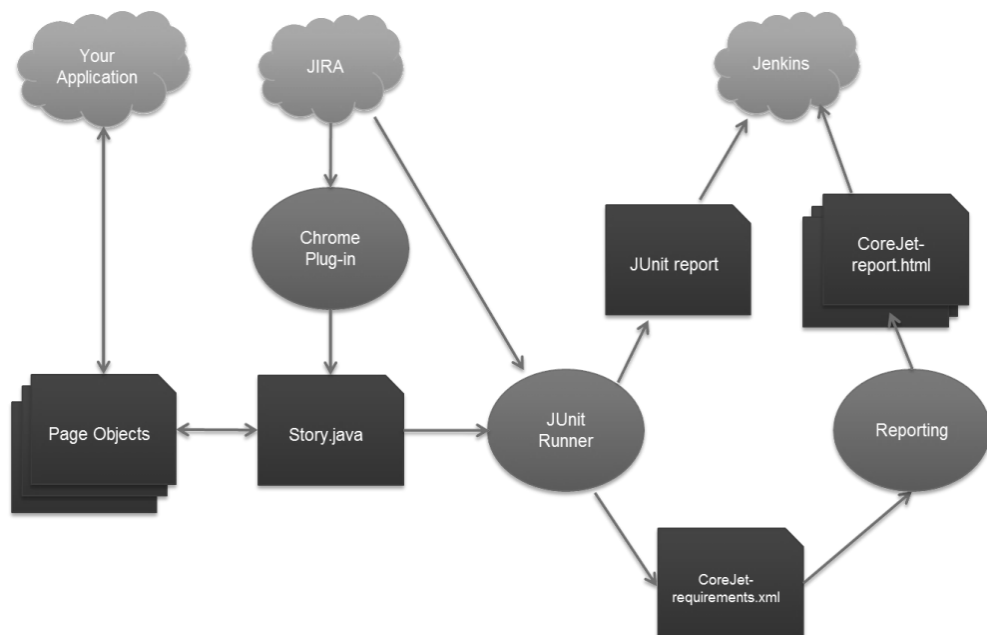 Your
Application
JIRA
Jenkins
Chrome
Plug-in
JUnit report
CoreJet-
report.html
Page Objects
Story.java
JUnit
Runner
Reporting
CoreJet-
requirements.xml